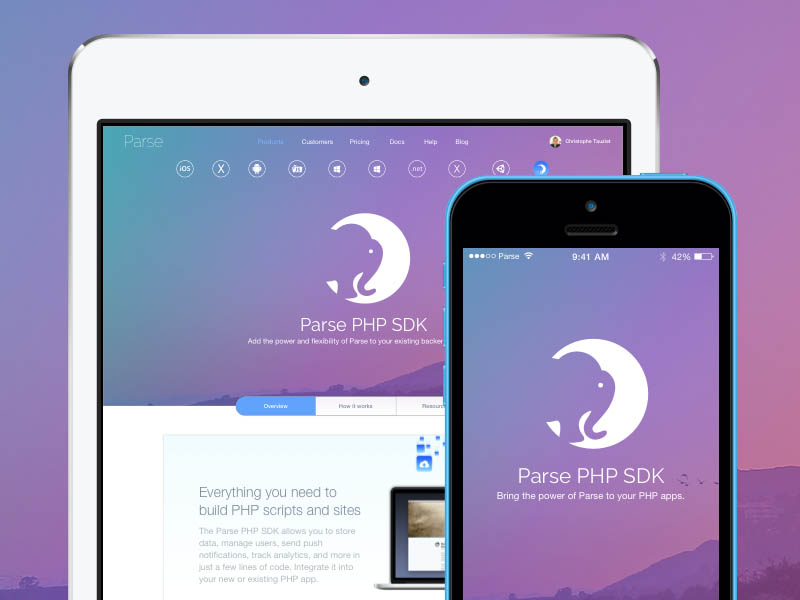 Parse
Products Customers Pricing Docs Help Blog
Christophe Tauziet
iOS
X
.net
X
Parse PHP SDK
Add the power and flexibility of Parse to your existing
Overview
How it works
Everything you need to
build PHP scripts and sites
The Parse PHP SDK allows you to store
data, manage users, send push
notifications, track analytics, and more in
just a few lines of code. Integrate it into
your new or existing PHP app.
Parse
9:41 AM
42%
Parse PHP SDK
Bring the power of Parse to your PHP apps.